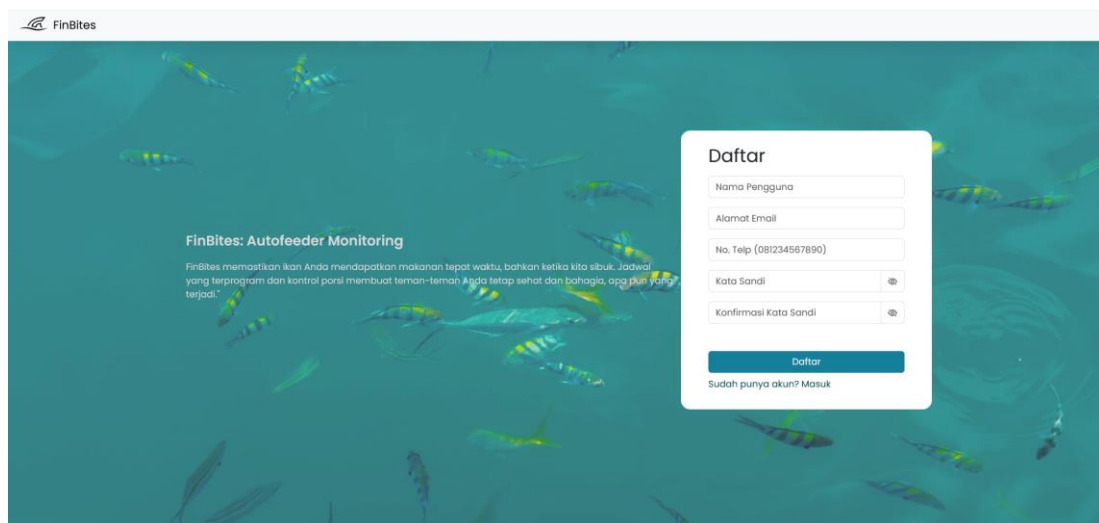 FinBites
FinBites: Autofeeder Monitoring
FinBites memastikan ikan Anda mendapatkan makanan tepat waktu, bahkan ketika kita sibuk. Jadwal
yang terprogram dan kontrol porsi membuat teman-teman Anda tetap sehat dan bahagia, apa pun yang
terjadi."
Daftar
Nama Pengguna
Alamat Email
No. Telp (081234567890)
Kata Sandi
Konfirmasi Kata Sandi
Daftar
Sudah punya akun? Masuk